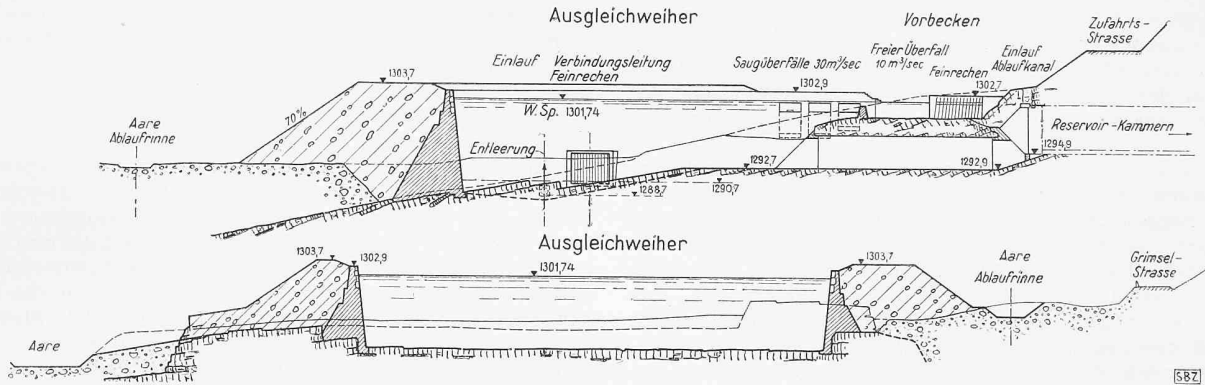 Ausgleichweiher
Vorbecken
Zufahrts-
Strasse
Einlauf Verbindungsleitung
Feinrechen
Saugüberfälle 30m³/sec
Freier Überfall
10 m³/sec
Feinrechen
Einlauf
Ablaufkanal
1303,7
1302,9
1302,7
W. Sp. 1301,74
70%
Aare
Ablaufrinne
Entleerung
Reservoir-Kammern
1294,9
1292,7
1292,9
1290,7
1288,7
Ausgleichweiher
1303,7
1302,9
1301,74
1303,7
Aare
Ablaufrinne
Grimsel-
Strasse
Aare
SBZ